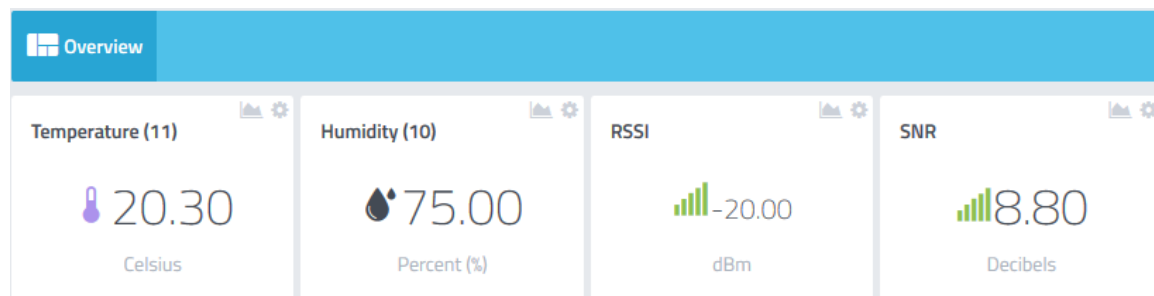 Overview
Temperature (11)
20.30
Celsius
Humidity (10)
75.00
Percent (%)
RSSI
-20.00
dBm
SNR
8.80
Decibels